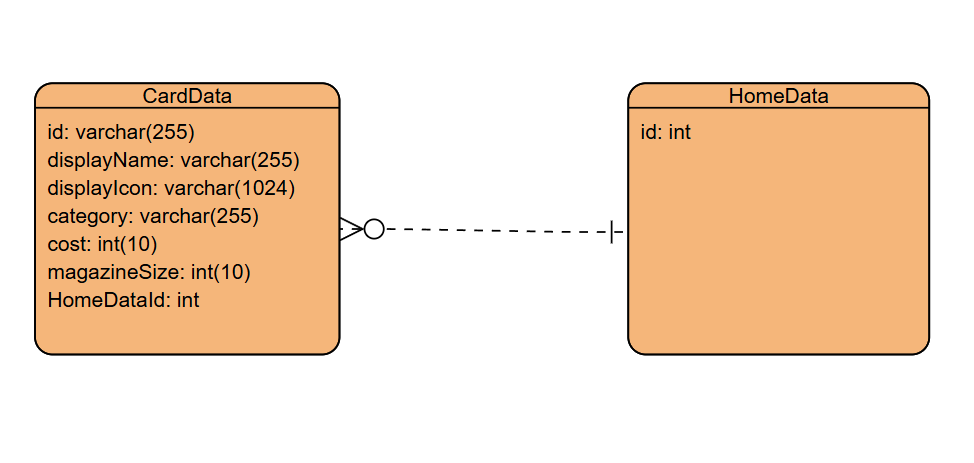 CardData
id: varchar(255)
displayName: varchar(255)
displayIcon: varchar(1024)
category: varchar(255)
cost: int(10)
magazineSize: int(10)
HomeDataId: int
HomeData
id: int